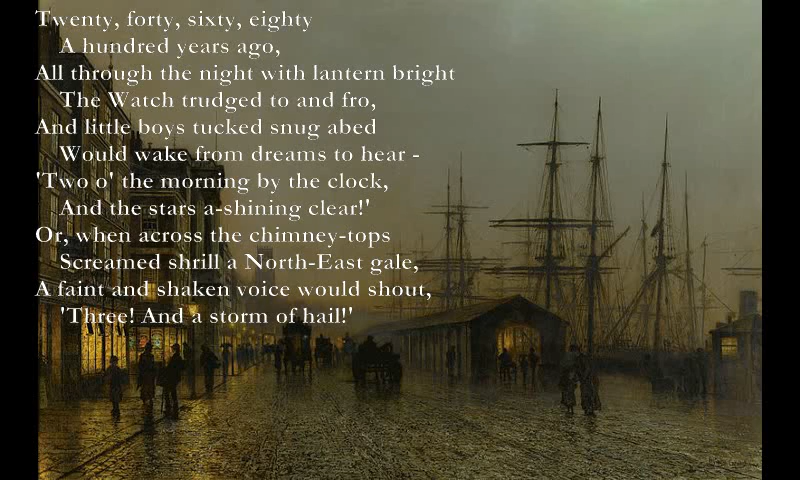 Twenty, forty, sixty, eighty
A hundred years ago,
All through the night with lantern bright
The Watch trudged to and fro,
And little boys tucked snug abed
Would wake from dreams to hear -
'Two o' the morning by the clock,
And the stars a-shining clear!'
Or, when across the chimney-tops
Screamed shrill a North-East gale,
A faint and shaken voice would shout,
'Three! And a storm of hail!'